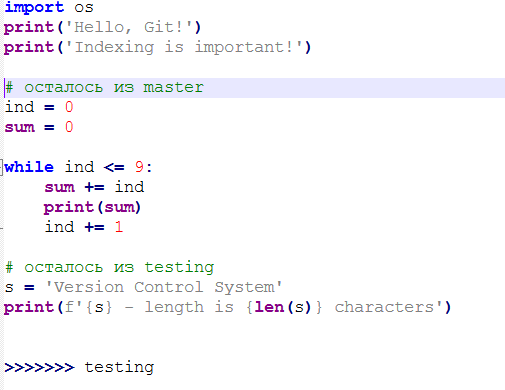 import os
print('Hello, Git!')
print('Indexing is important!')
# осталось из master
ind = 0
sum = 0
while ind <= 9:
    sum += ind
    print(sum)
    ind += 1
# осталось из testing
s = 'Version Control System'
print(f'{s} - length is {len(s)} characters')
>>>>>>> testing